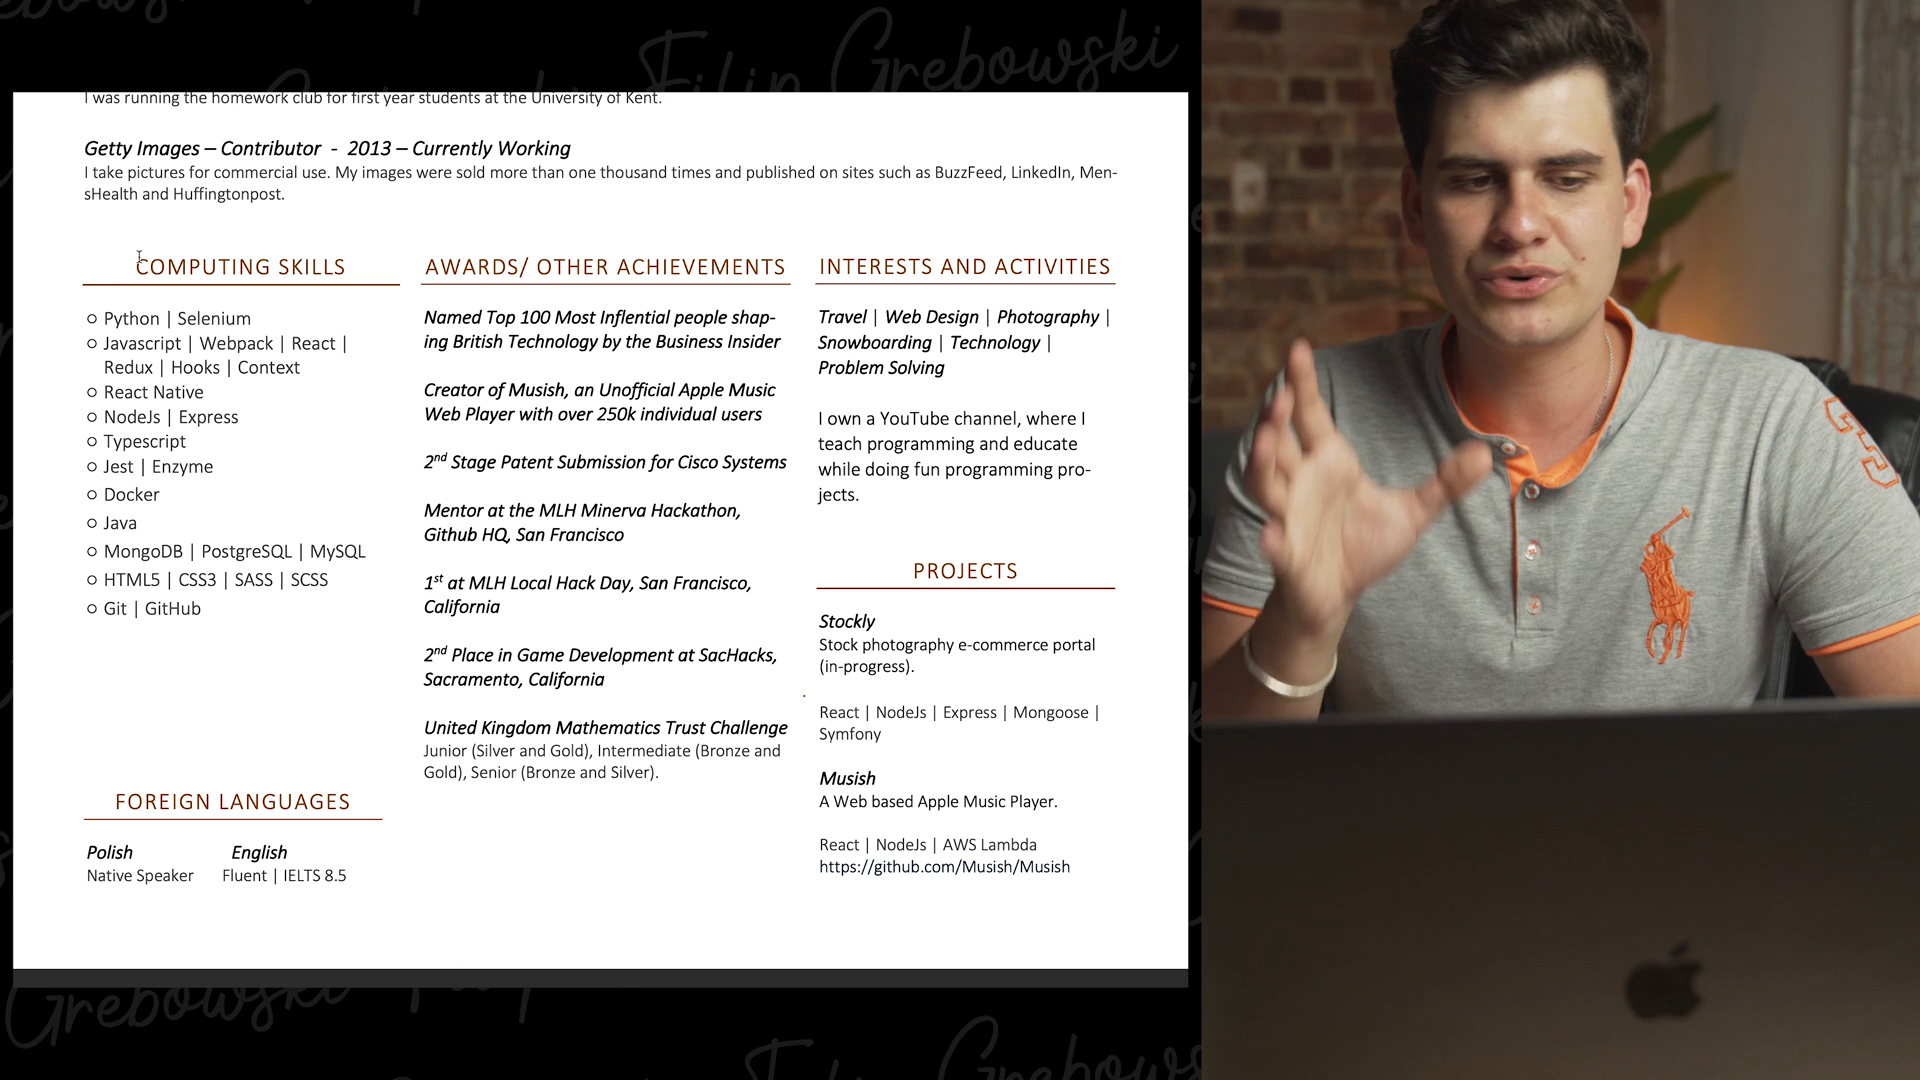 Filip Grebowski
I was running the homework club for first year students at the University of Kent.
Getty Images – Contributor - 2013 – Currently Working
I take pictures for commercial use. My images were sold more than one thousand times and published on sites such as BuzzFeed, LinkedIn, Men-
sHealth and Huffingtonpost.
COMPUTING SKILLS
Python | Selenium
Javascript | Webpack | React |
Redux | Hooks | Context
React Native
NodeJs | Express
Typescript
Jest | Enzyme
Docker
Java
MongoDB | PostgreSQL | MySQL
HTML5 | CSS3 | SASS | SCSS
Git | GitHub
FOREIGN LANGUAGES
Polish English
Native Speaker Fluent | IELTS 8.5
AWARDS/ OTHER ACHIEVEMENTS
Named Top 100 Most Inflential people shap-
ing British Technology by the Business Insider
Creator of Musish, an Unofficial Apple Music
Web Player with over 250k individual users
2nd Stage Patent Submission for Cisco Systems
Mentor at the MLH Minerva Hackathon,
Github HQ, San Francisco
1st at MLH Local Hack Day, San Francisco,
California
2nd Place in Game Development at SacHacks,
Sacramento, California
United Kingdom Mathematics Trust Challenge
Junior (Silver and Gold), Intermediate (Bronze and
Gold), Senior (Bronze and Silver).
INTERESTS AND ACTIVITIES
Travel | Web Design | Photography |
Snowboarding | Technology |
Problem Solving
I own a YouTube channel, where I
teach programming and educate
while doing fun programming pro-
jects.
PROJECTS
Stockly
Stock photography e-commerce portal
(in-progress).
React | NodeJs | Express | Mongoose |
Symfony
Musish
A Web based Apple Music Player.
React | NodeJs | AWS Lambda
https://github.com/Musish/Musish
Grebowski
3